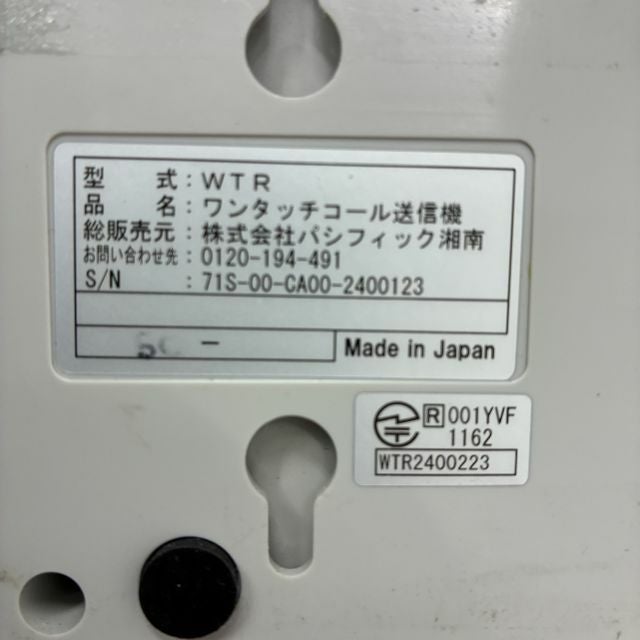 型 式 : WTR
品 名 : ワンタッチコール送信機
総販売元 : 株式会社パシフィック湘南
お問い合わせ先 : 0120-194-491
S/N : 71S-00-CA00-2400123
Made in Japan
R 001YVF
1162
WTR2400223